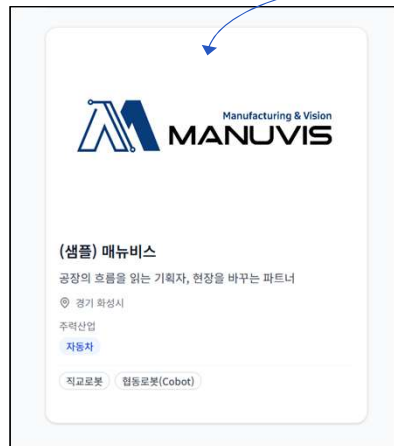 Manufacturing & Vision
MANUVIS
(샘플) 매뉴비스
공장의 흐름을 읽는 기획자, 현장을 바꾸는 파트너
경기 화성시
주력산업
자동차
직교로봇 협동로봇(Cobot)